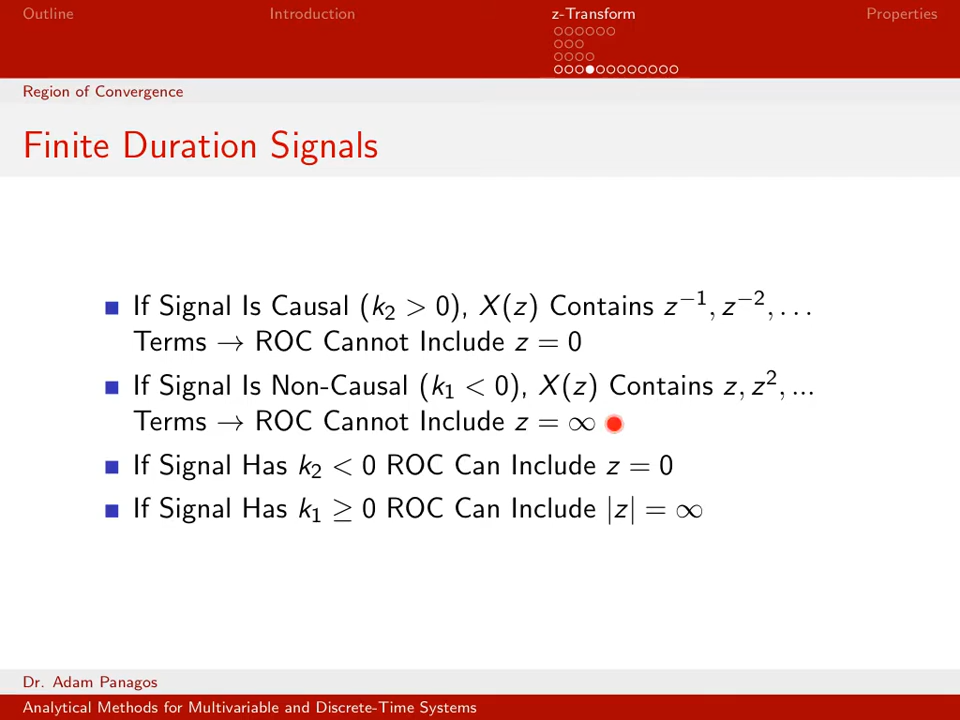 Outline Introduction z-Transform Properties
Region of Convergence
Finite Duration Signals
If Signal Is Causal (k₂ > 0), X(z) Contains z⁻¹, z⁻², . . .
Terms → ROC Cannot Include z = 0
If Signal Is Non-Causal (k₁ < 0), X(z) Contains z, z², ...
Terms → ROC Cannot Include z = ∞
If Signal Has k₂ < 0 ROC Can Include z = 0
If Signal Has k₁ ≥ 0 ROC Can Include |z| = ∞
Dr. Adam Panagos
Analytical Methods for Multivariable and Discrete-Time Systems